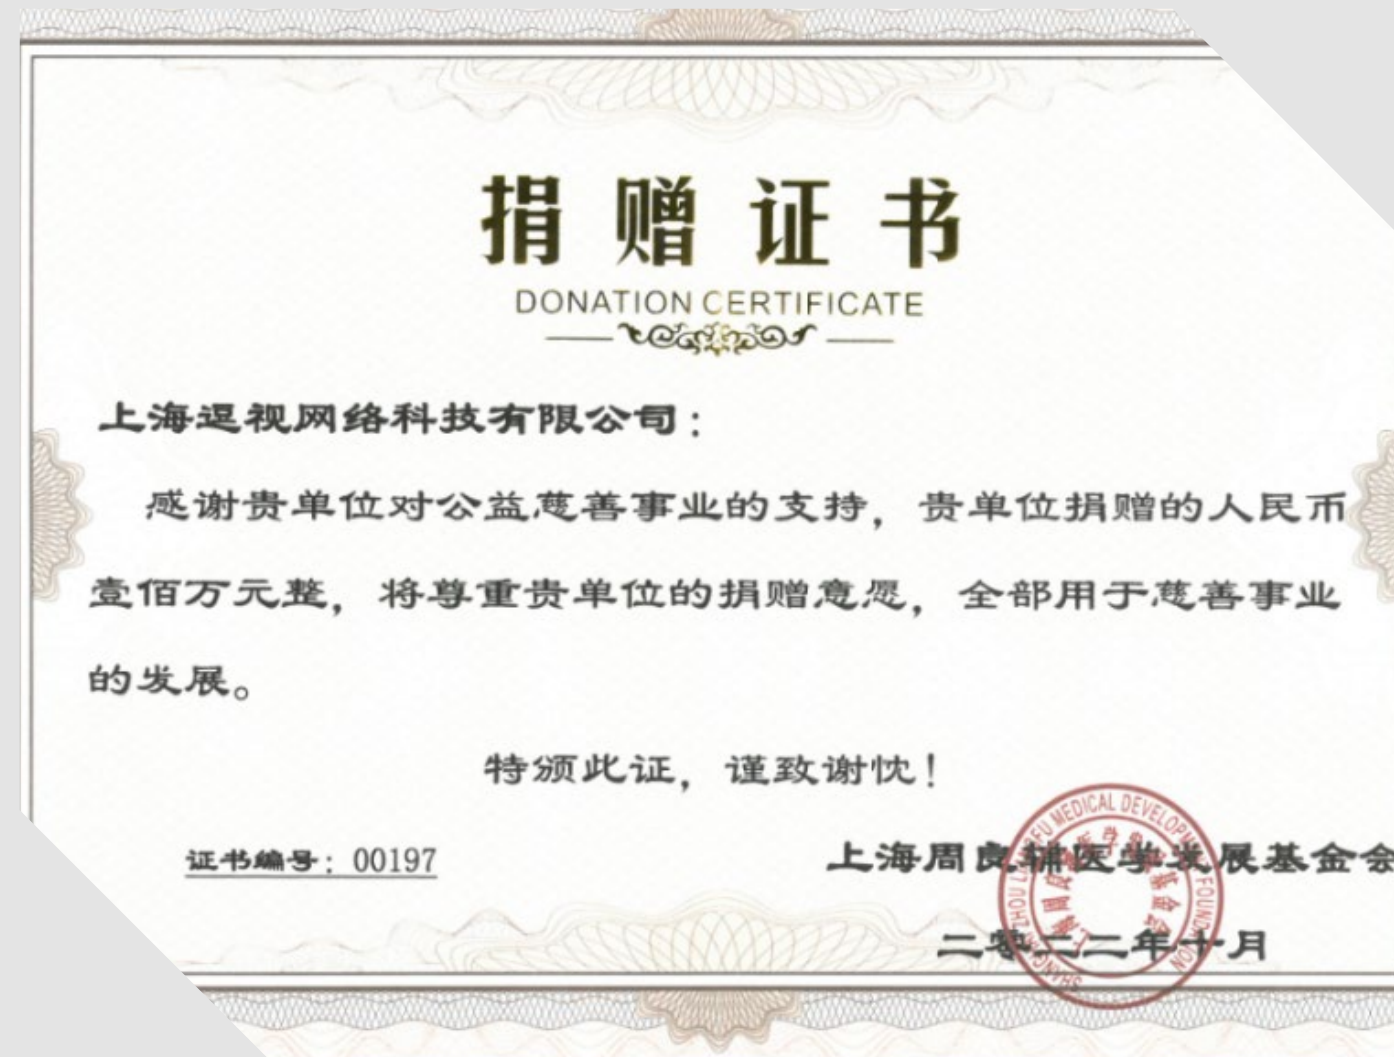 捐赠证书
DONATION CERTIFICATE
上海逗视网络科技有限公司：
感谢贵单位对公益慈善事业的支持，贵单位捐赠的人民币
壹佰万元整，将尊重贵单位的捐赠意愿，全部用于慈善事业
的发展。
特颁此证，谨致谢忱！
证书编号：00197
上海周良辅医学发展基金会
二零二二年十月